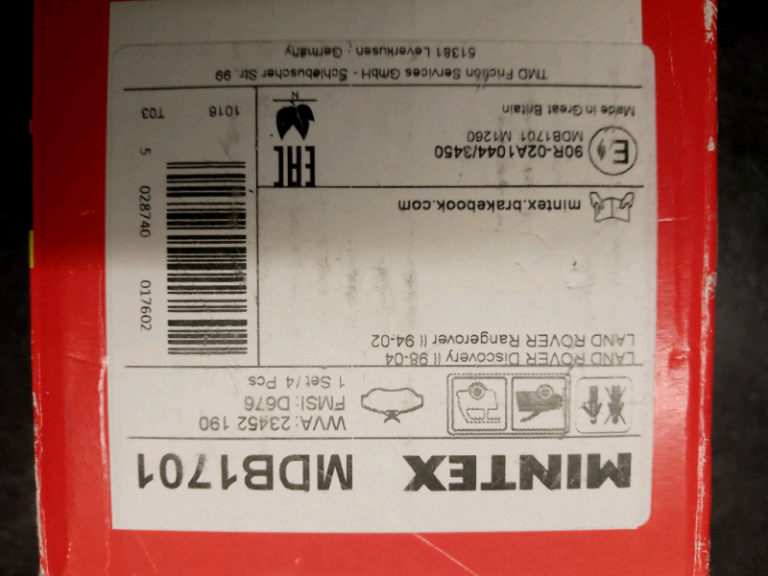 MINTEX MDB1701
WVA: 23452 190
FMSI: D676
1 Set / 4 Pcs
LAND ROVER Discovery II 98-04
LAND ROVER Rangerover II 94-02
mintex.brakebook.com
E
90R-02A1044/3450
MDB1701 M1260
Made in Great Britain
EAC
N
5 028740 017602
1016 T03
TMD Friction Services GmbH - Schlebuscher Str. 99
51381 Leverkusen - Germany